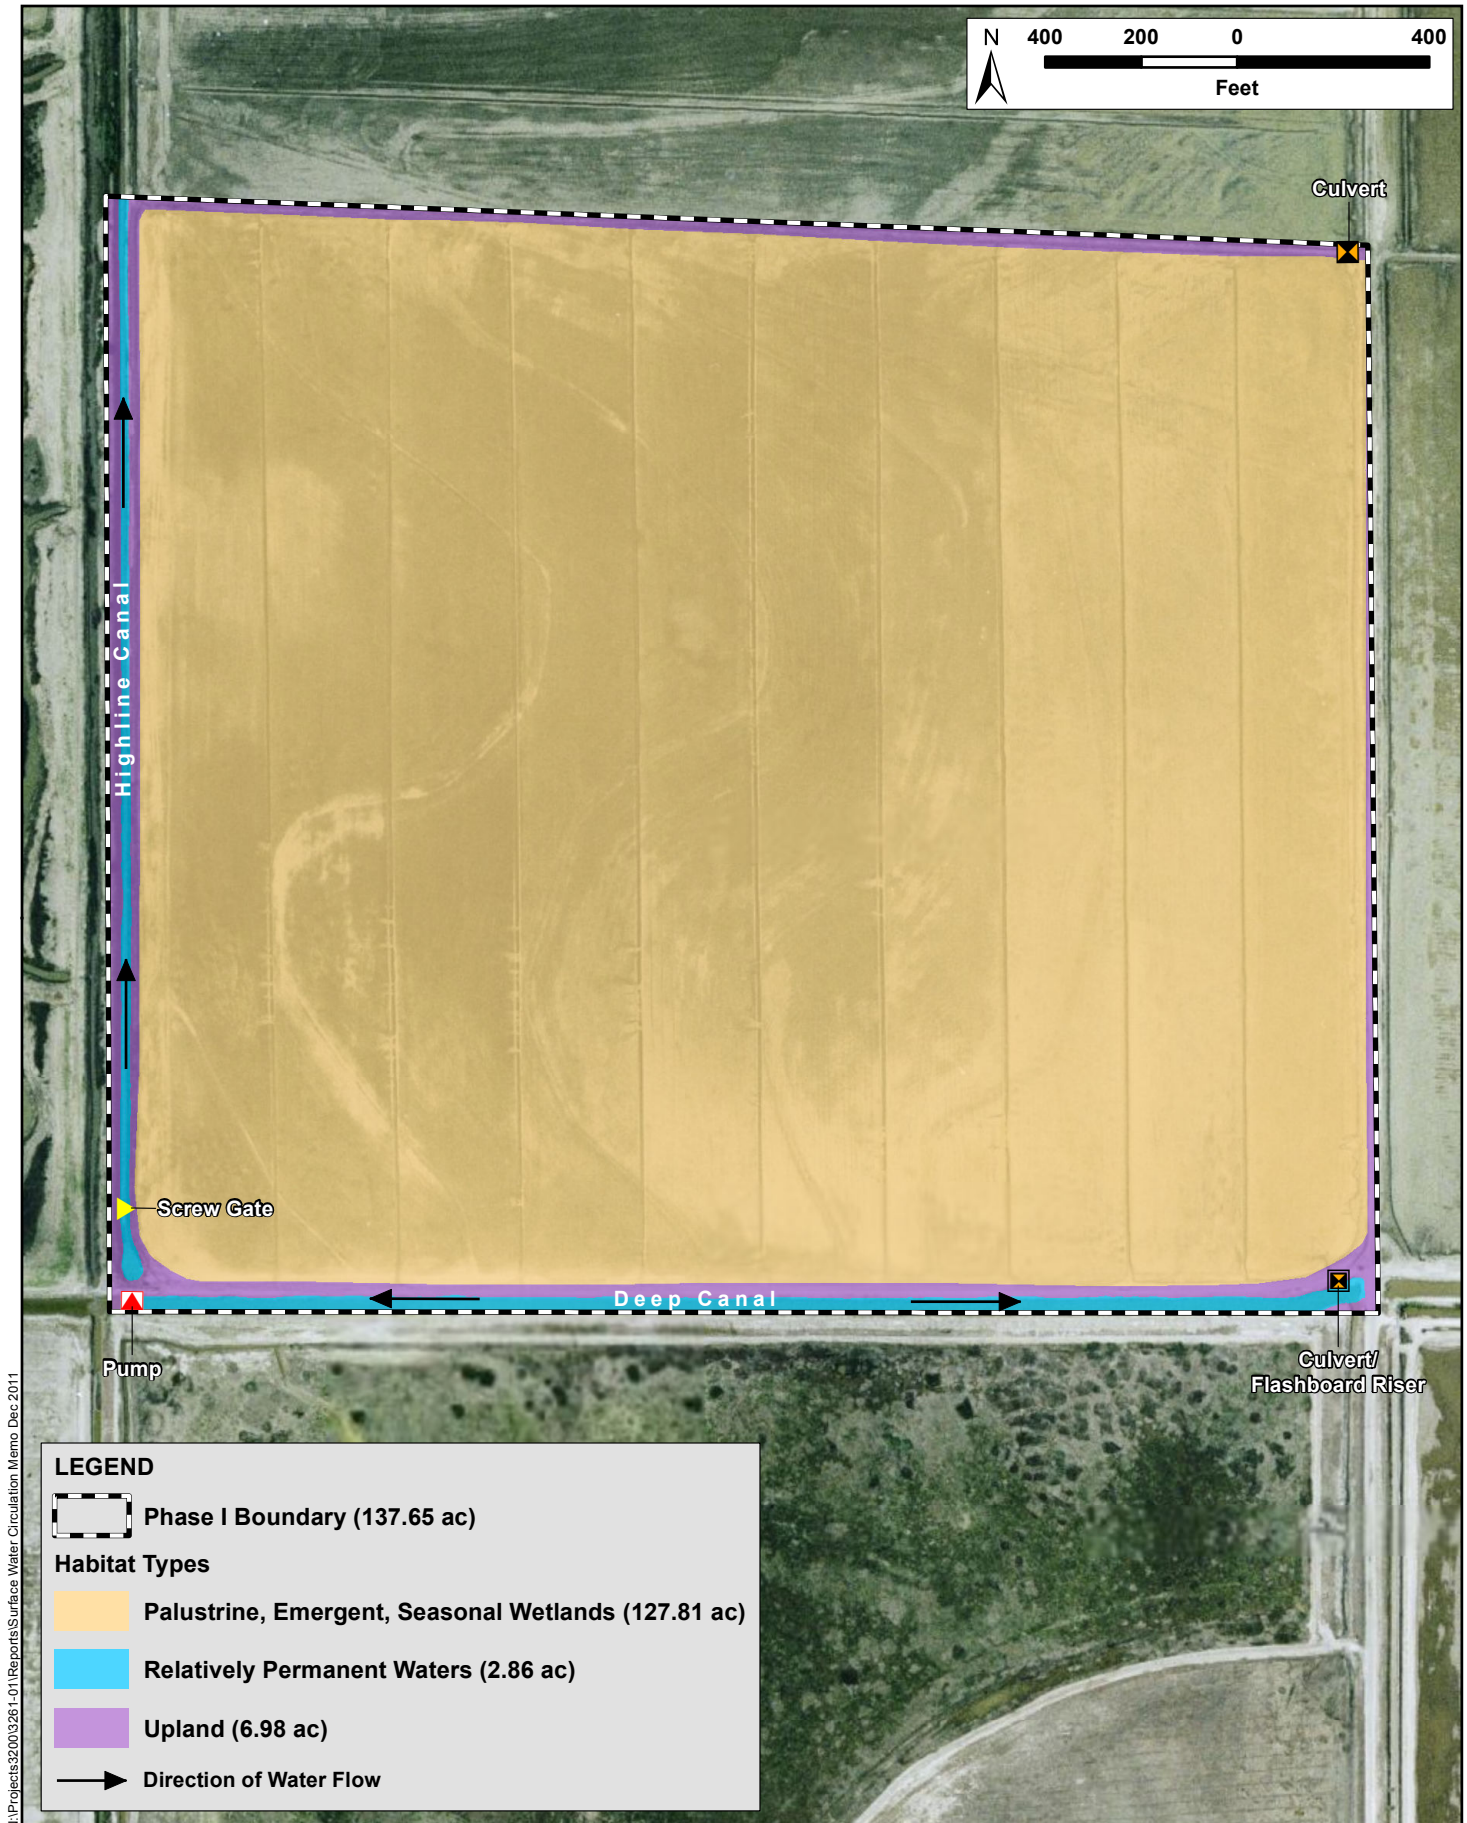 N 400 200 0 400
Feet
Culvert
Highline Canal
Screw Gate
Deep Canal
Pump
Culvert/
Flashboard Riser
LEGEND
Phase I Boundary (137.65 ac)
Habitat Types
Palustrine, Emergent, Seasonal Wetlands (127.81 ac)
Relatively Permanent Waters (2.86 ac)
Upland (6.98 ac)
Direction of Water Flow
I:\Projects3200\3261-01\Reports\Surface Water Circulation Memo Dec 2011